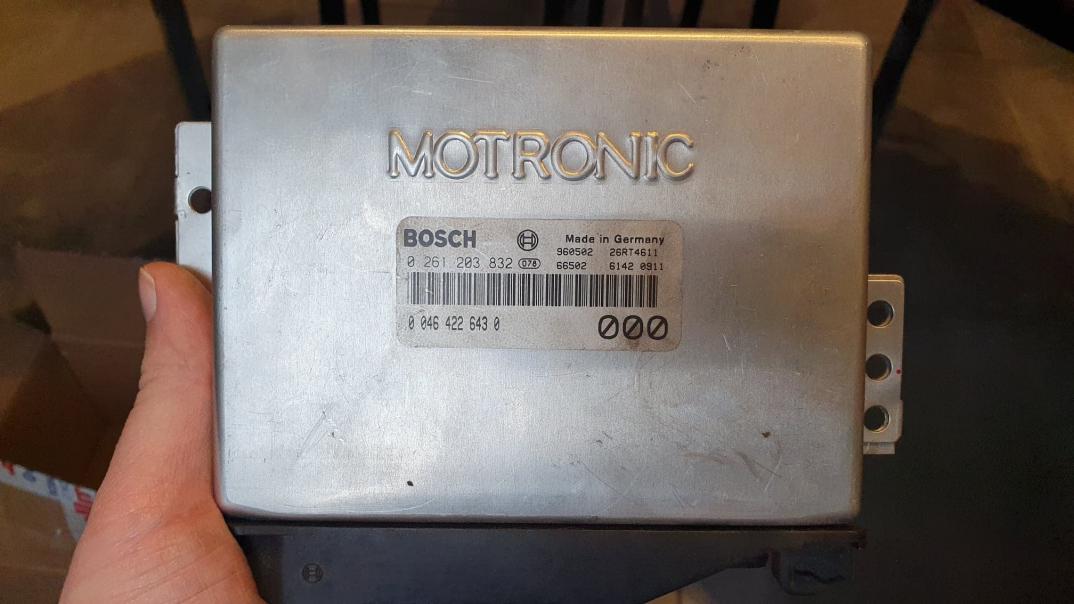 MOTRONIC
BOSCH Made in Germany
960502 26RT4611
0 261 203 832 078 66502 6142 0911
0 046 422 643 0 000